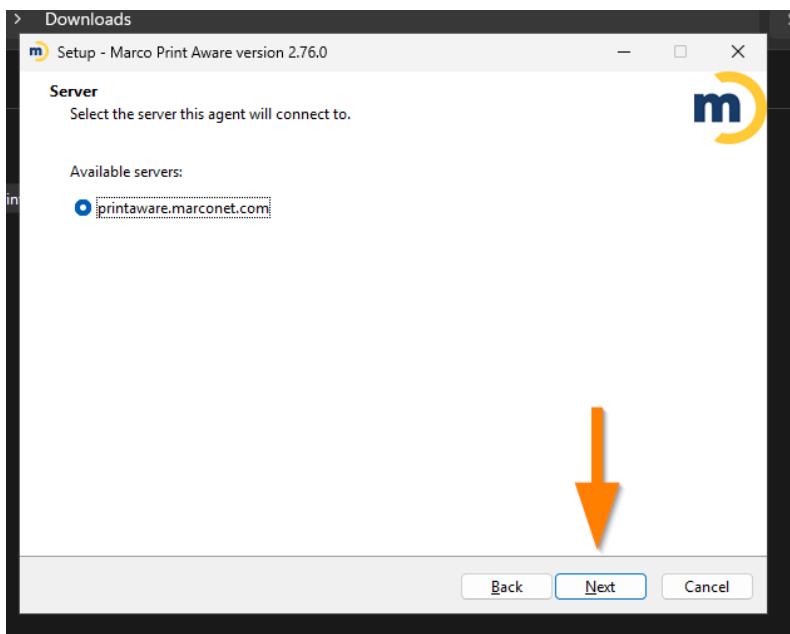 > Downloads
m Setup - Marco Print Aware version 2.76.0
Server
Select the server this agent will connect to.
m
Available servers:
printaware.marconet.com
Back Next Cancel